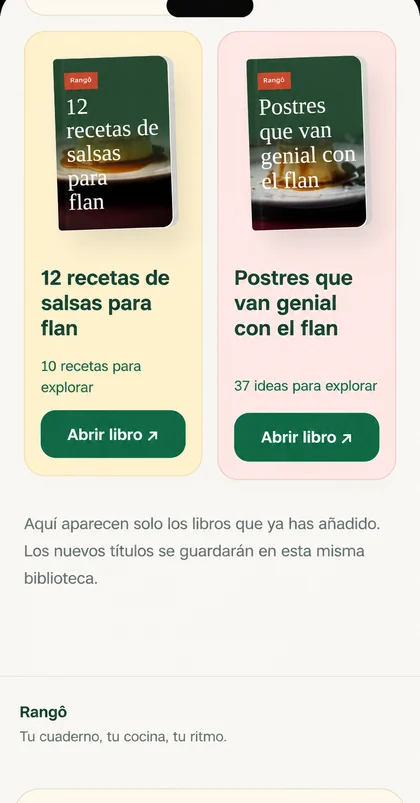 Rangô
12
recetas de
salsas
para
flan
Rangô
Postres
que van
genial con
el flan
12 recetas de
salsas para
flan
10 recetas para
explorar
Abrir libro ↗
Postres que
van genial
con el flan
37 ideas para explorar
Abrir libro ↗
Aquí aparecen solo los libros que ya has añadido.
Los nuevos títulos se guardarán en esta misma
biblioteca.
Rangô
Tu cuaderno, tu cocina, tu ritmo.